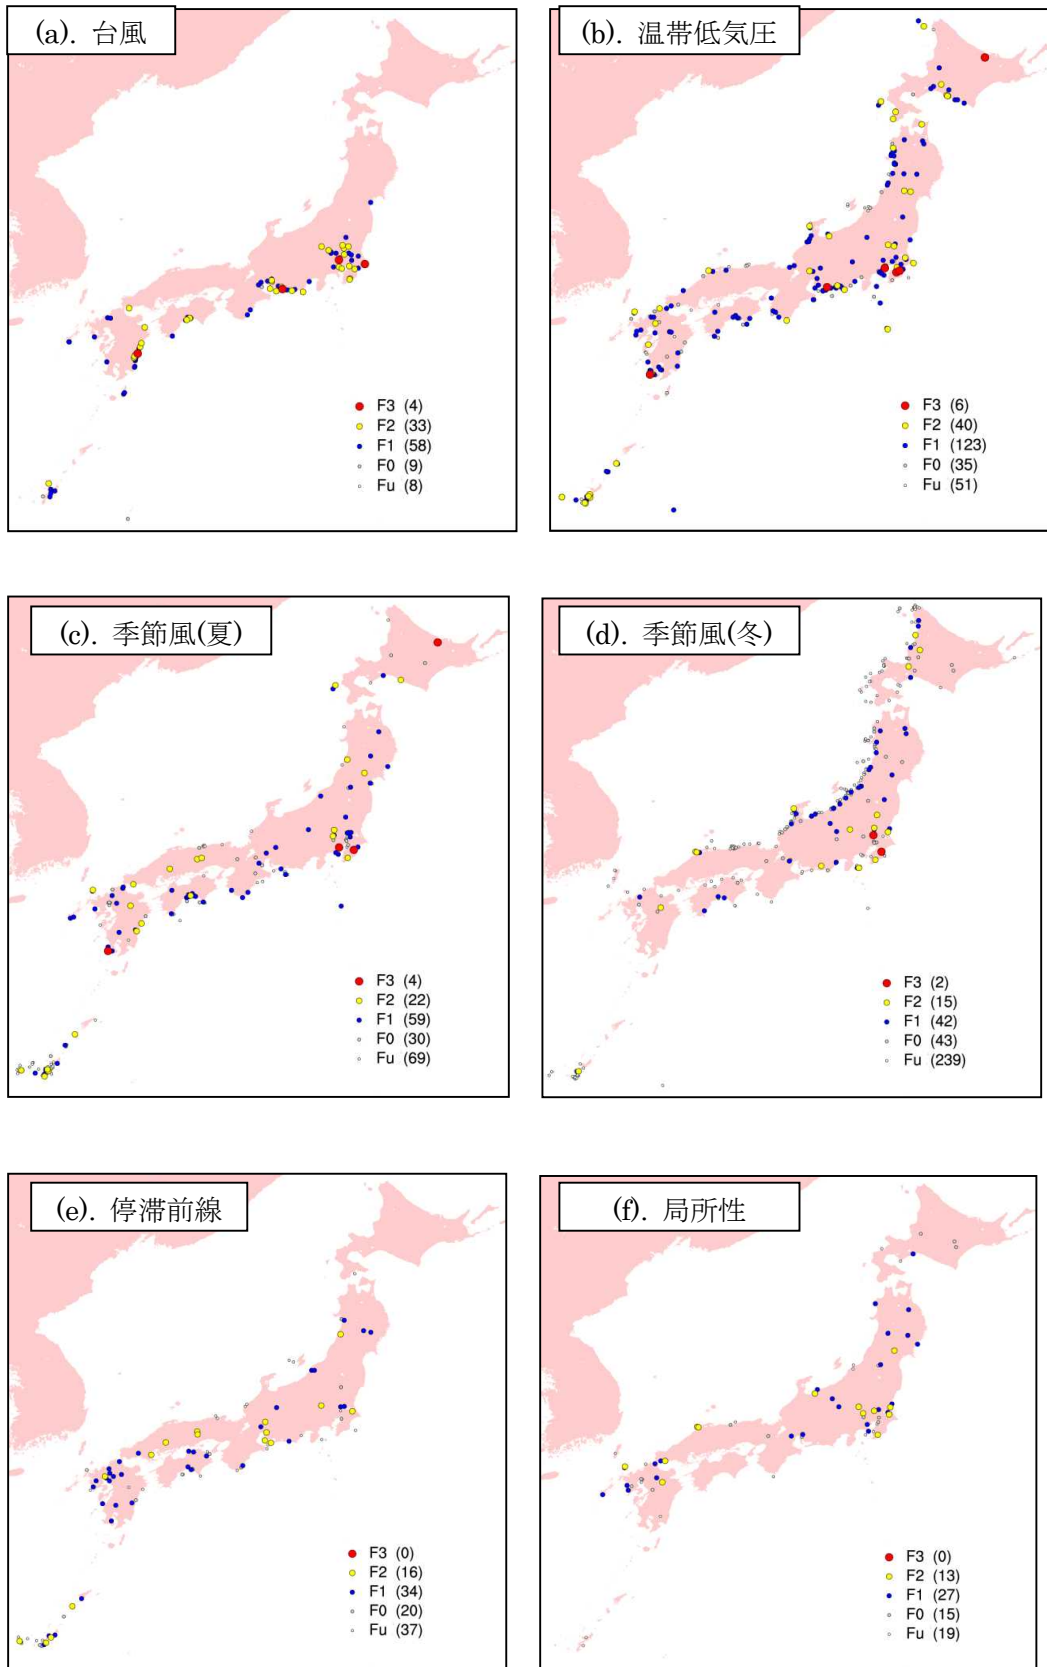 (a). 台風
F3 (4)
F2 (33)
F1 (58)
F0 (9)
Fu (8)
(b). 温帯低気圧
F3 (6)
F2 (40)
F1 (123)
F0 (35)
Fu (51)
(c). 季節風(夏)
F3 (4)
F2 (22)
F1 (59)
F0 (30)
Fu (69)
(d). 季節風(冬)
F3 (2)
F2 (15)
F1 (42)
F0 (43)
Fu (239)
(e). 停滞前線
F3 (0)
F2 (16)
F1 (34)
F0 (20)
Fu (37)
(f). 局所性
F3 (0)
F2 (13)
F1 (27)
F0 (15)
Fu (19)